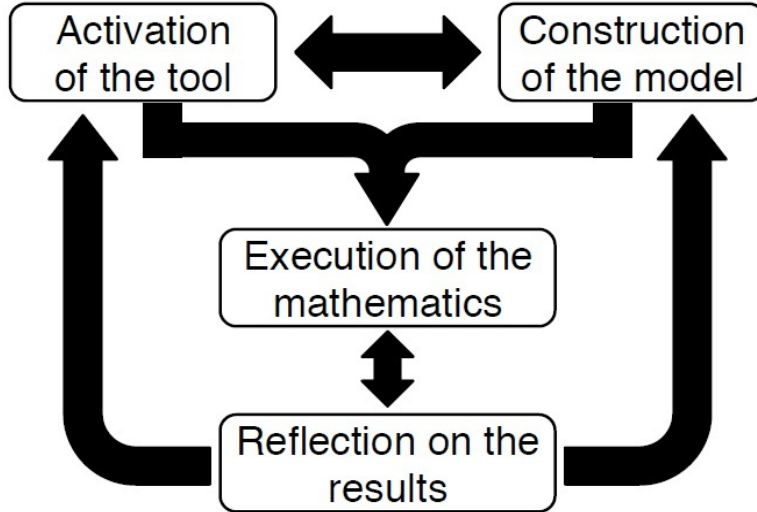 Activation
of the tool
Construction
of the model
Execution of the
mathematics
Reflection on the
results